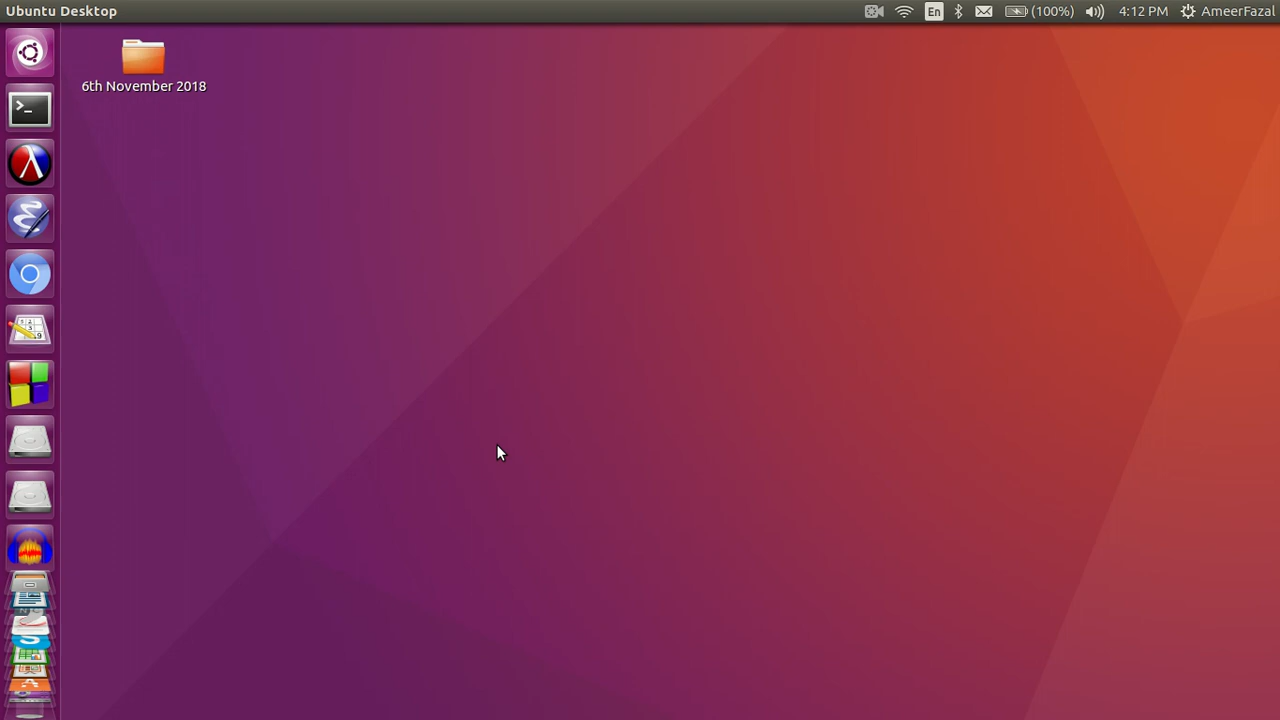 Ubuntu Desktop
En
(100%)
4:12 PM
AmeerFazal
6th November 2018
>_